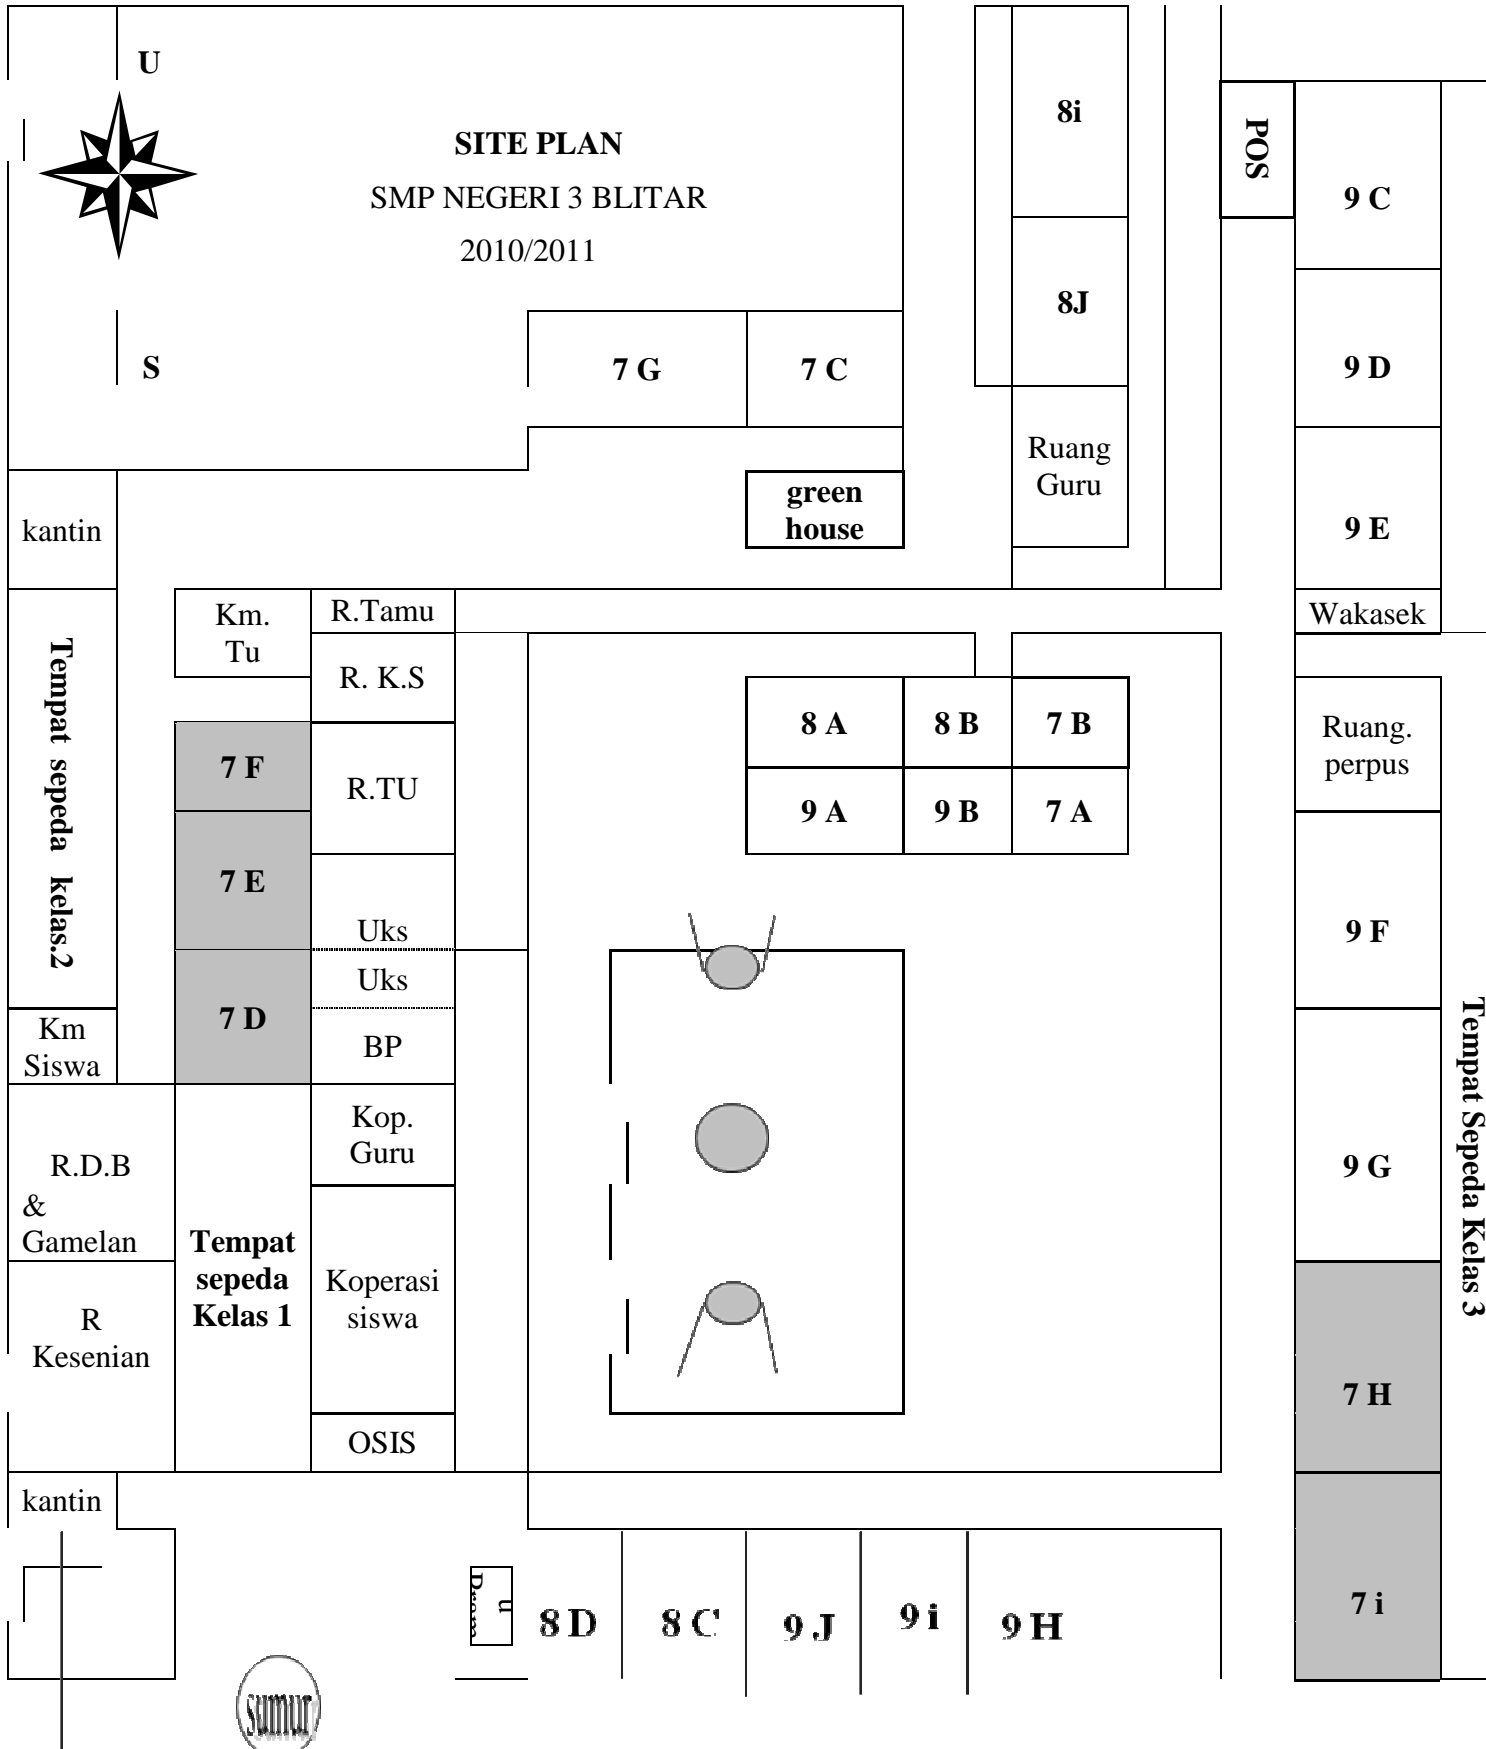 U
SITE PLAN
SMP NEGERI 3 BLITAR
2010/2011
S
8i
8J
Ruang
Guru
POS
9 C
9 D
9 E
Wakasek
7 G
7 C
green
house
kantin
Km.
Tu
R.Tamu
R. K.S
Tempat sepeda kelas.2
7 F
7 E
7 D
R.TU
Uks
Uks
BP
8 A
8 B
7 B
9 A
9 B
7 A
Ruang.
perpus
9 F
9 G
7 H
7 i
Tempat Sepeda Kelas 3
Km
Siswa
R.D.B
&
Gamelan
R
Kesenian
Tempat
sepeda
Kelas 1
Kop.
Guru
Koperasi
siswa
OSIS
kantin
8 D
8 C
9 J
9 i
9 H
sumur